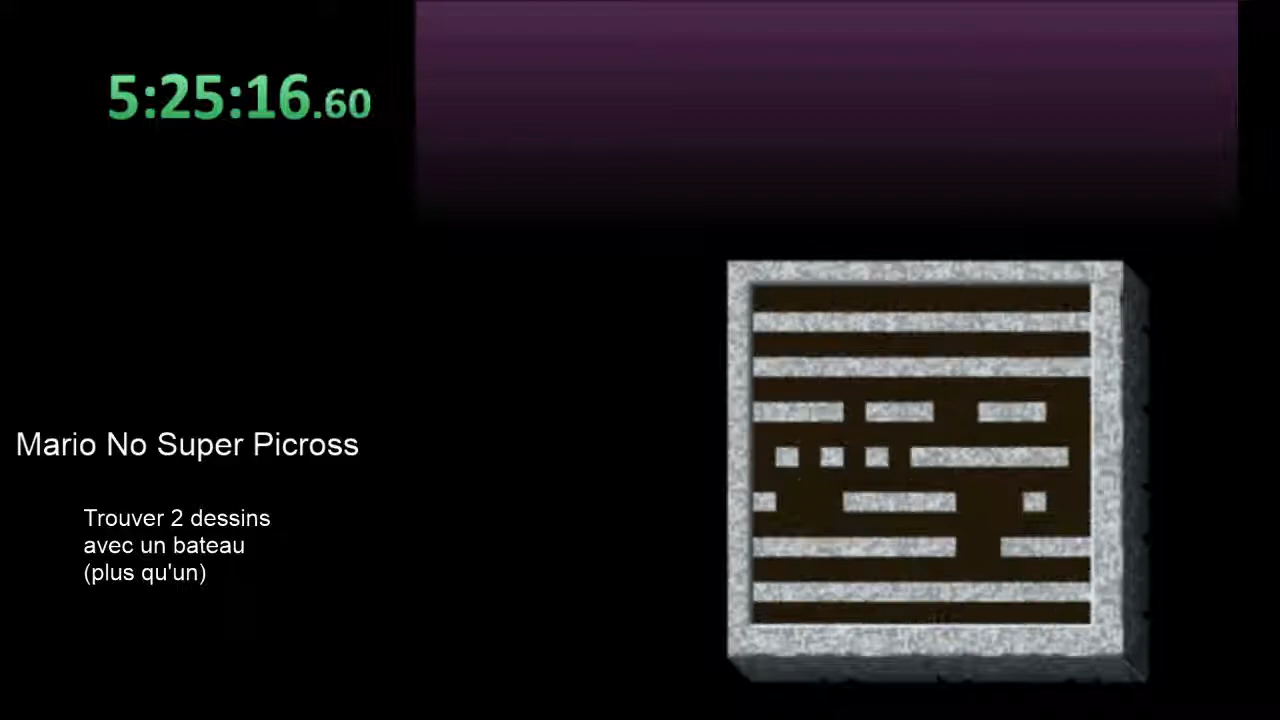 5:25:16.60
Mario No Super Picross
Trouver 2 dessins
avec un bateau
(plus qu'un)